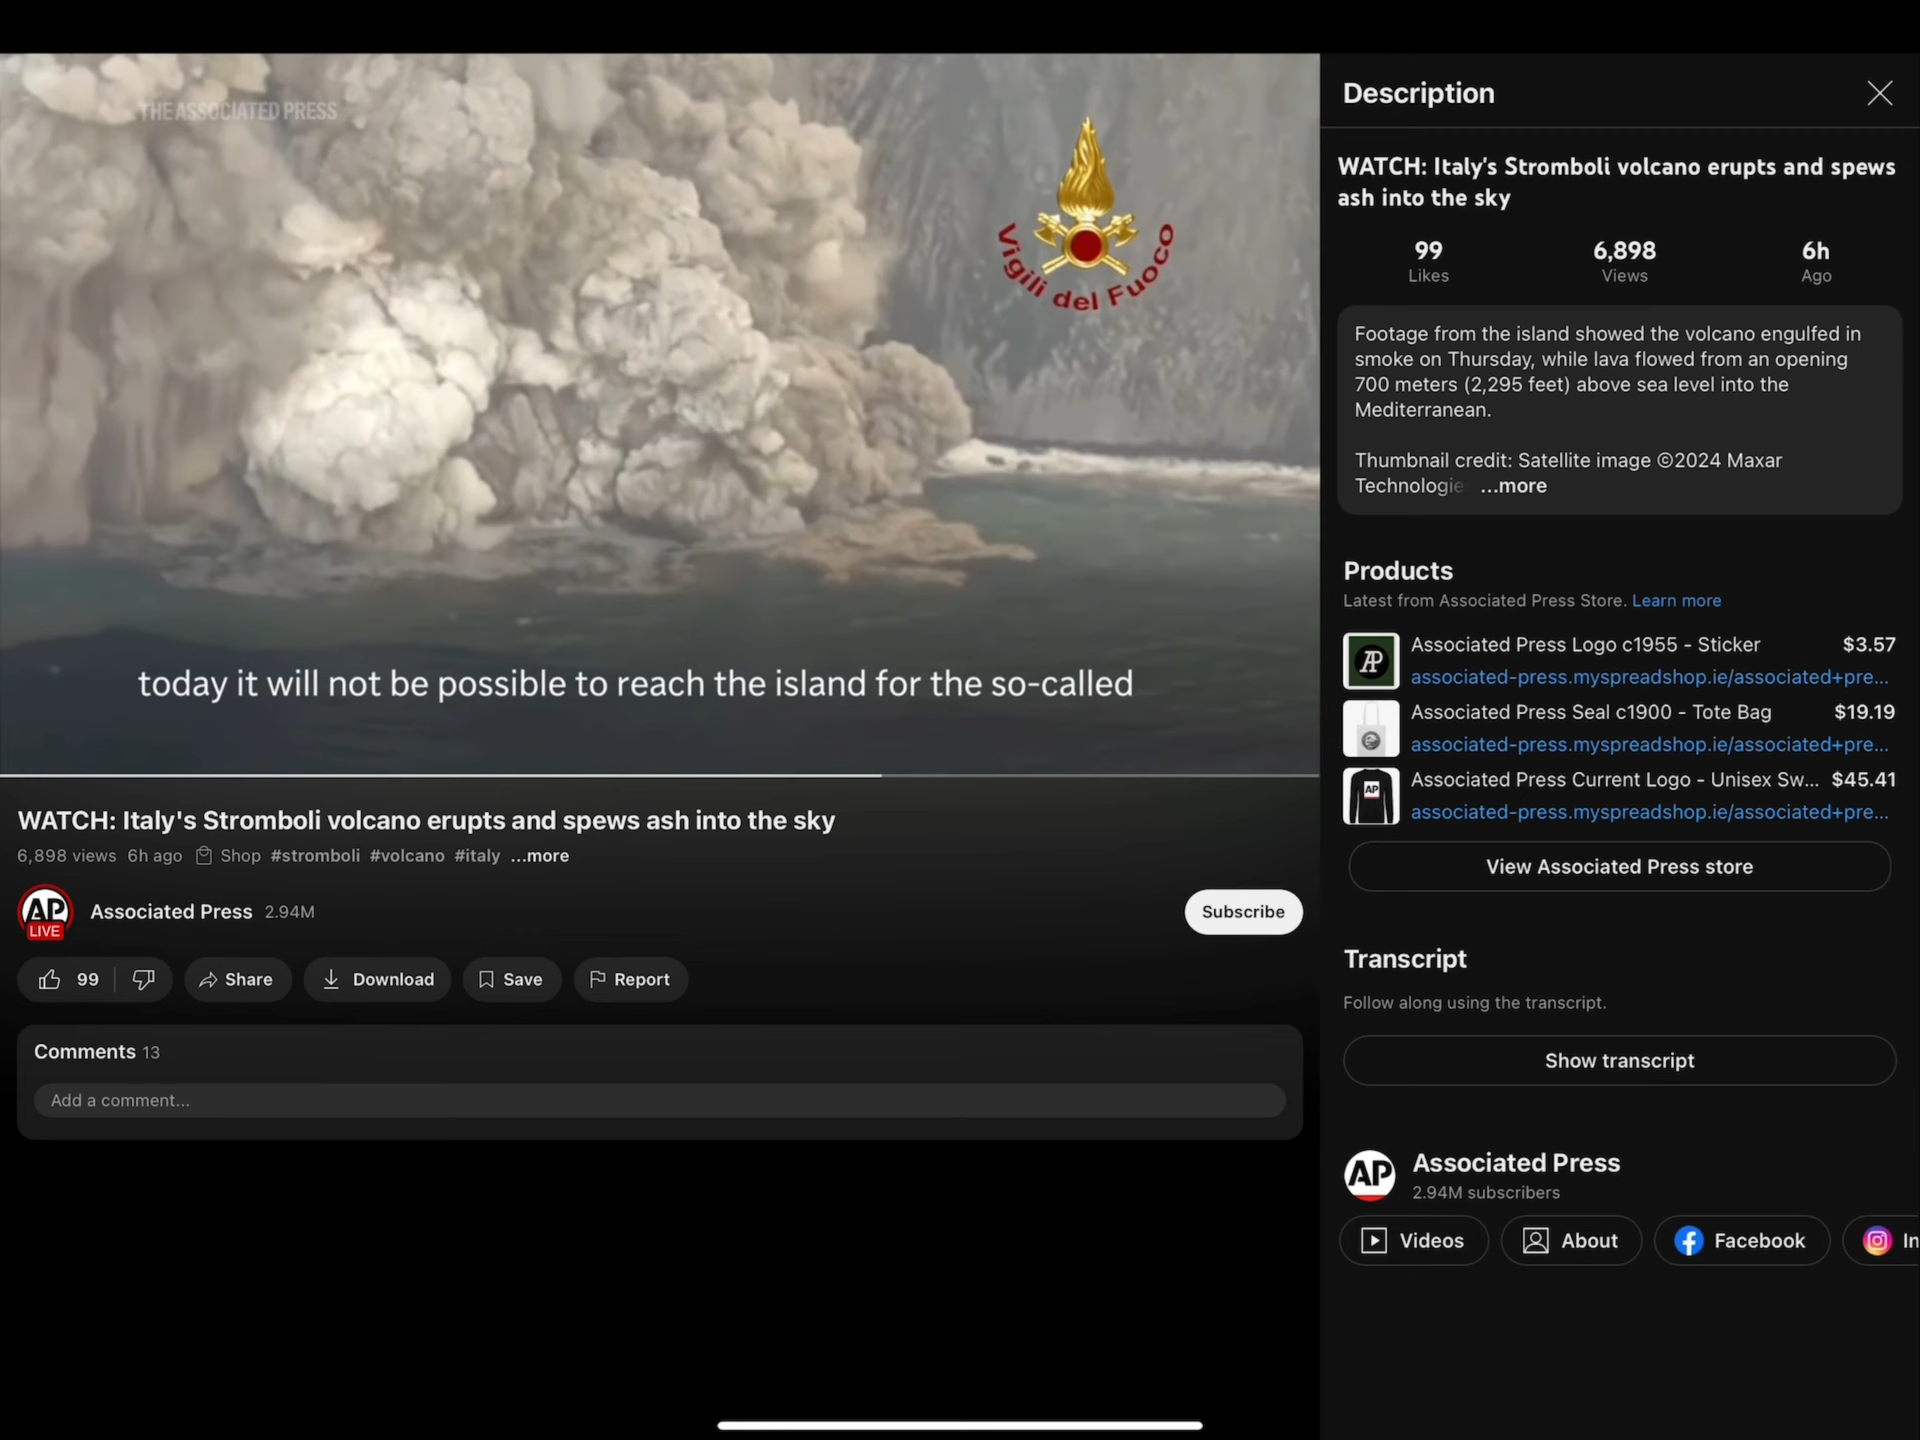 THE ASSOCIATED PRESS
Vigili del Fuoco
today it will not be possible to reach the island for the so-called
WATCH: Italy's Stromboli volcano erupts and spews ash into the sky
6,898 views 6h ago Shop #stromboli #volcano #italy ...more
AP
LIVE
Associated Press 2.94M
Subscribe
99
Share
Download
Save
Report
Comments 13
Add a comment...
Description
WATCH: Italy's Stromboli volcano erupts and spews
ash into the sky
99 6,898 6h
Likes Views Ago
Footage from the island showed the volcano engulfed in
smoke on Thursday, while lava flowed from an opening
700 meters (2,295 feet) above sea level into the
Mediterranean.
Thumbnail credit: Satellite image ©2024 Maxar
Technologie ...more
Products
Latest from Associated Press Store. Learn more
AP
Associated Press Logo c1955 - Sticker $3.57
associated-press.myspreadshop.ie/associated+pre...
Associated Press Seal c1900 - Tote Bag $19.19
associated-press.myspreadshop.ie/associated+pre...
AP
Associated Press Current Logo - Unisex Sw... $45.41
associated-press.myspreadshop.ie/associated+pre...
View Associated Press store
Transcript
Follow along using the transcript.
Show transcript
AP
Associated Press
2.94M subscribers
Videos
About
Facebook
In